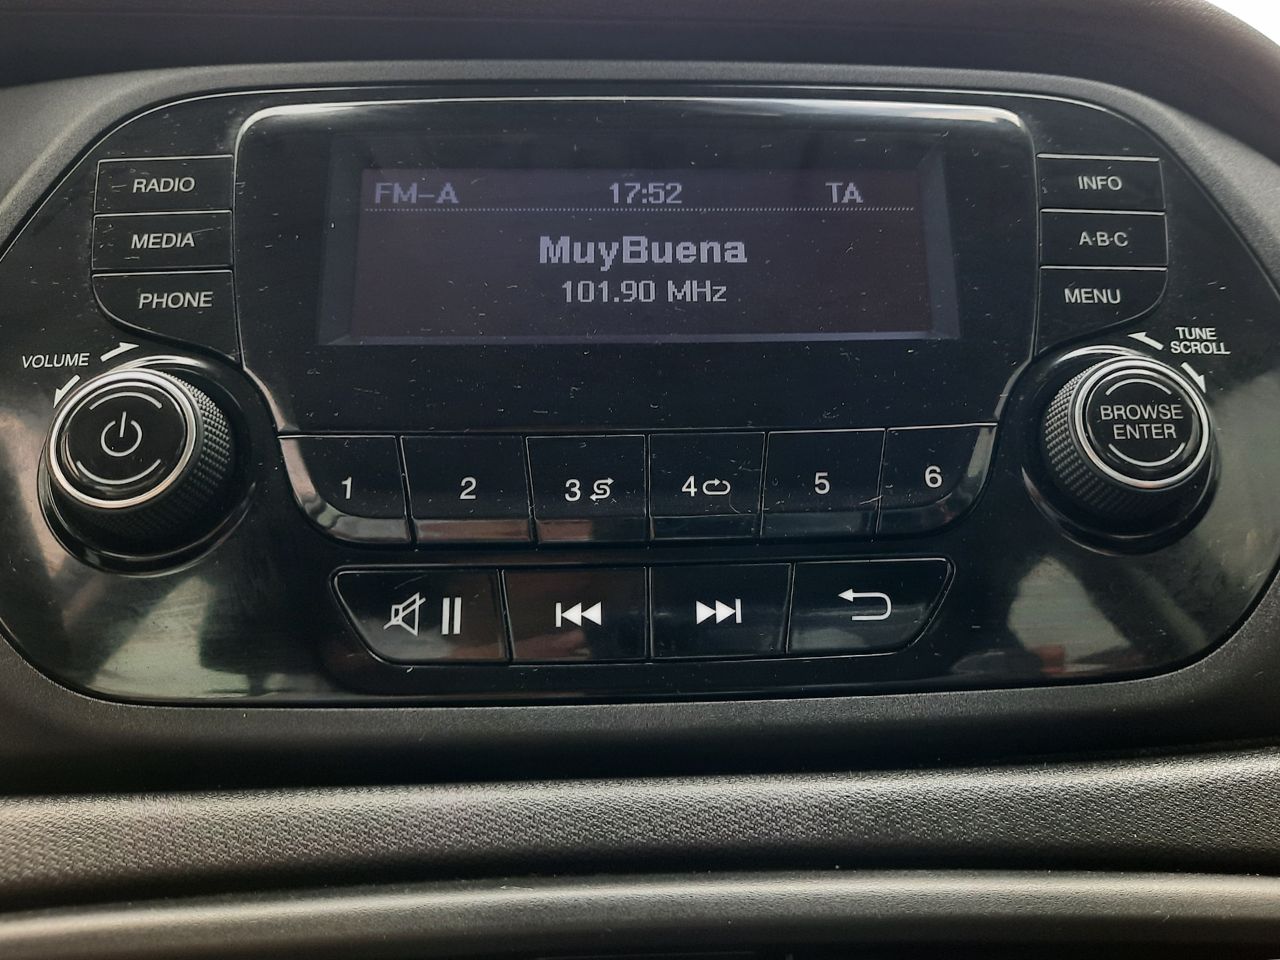 RADIO
MEDIA
PHONE
VOLUME
FM-A 17:52 TA
MuyBuena
101.90 MHz
INFO
A·B·C
MENU
TUNE
SCROLL
BROWSE
ENTER
1 2 3 4 5 6